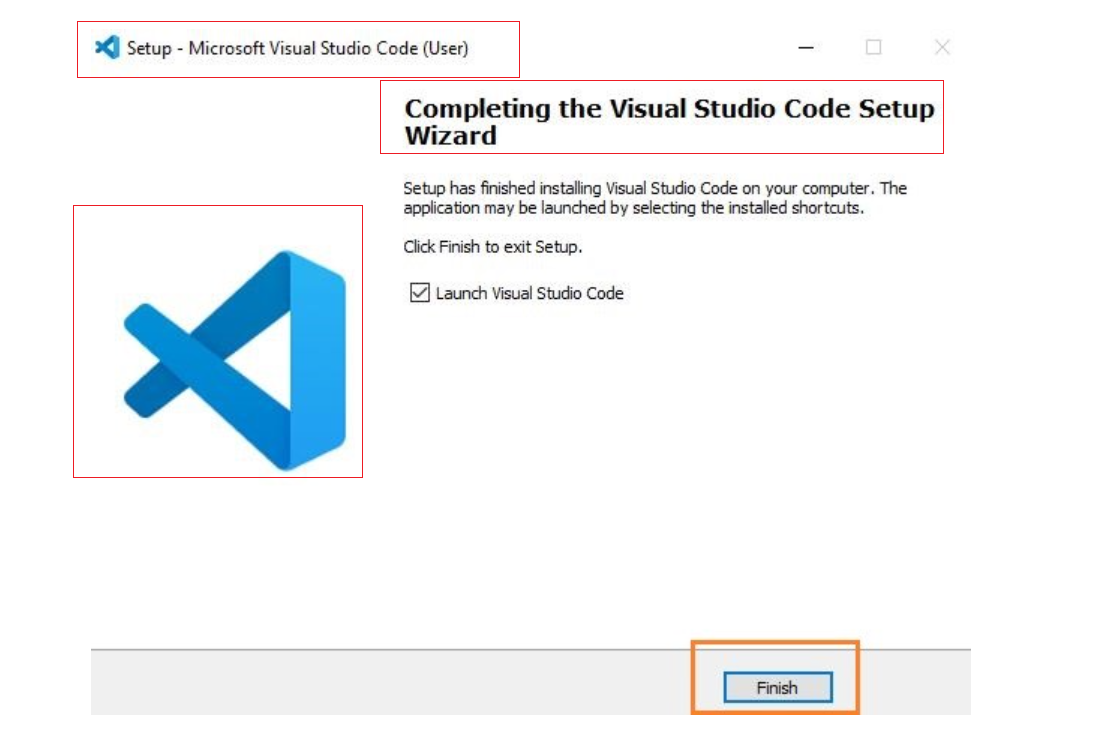 Setup - Microsoft Visual Studio Code (User)
Completing the Visual Studio Code Setup
Wizard
Setup has finished installing Visual Studio Code on your computer. The
application may be launched by selecting the installed shortcuts.
Click Finish to exit Setup.
Launch Visual Studio Code
Finish